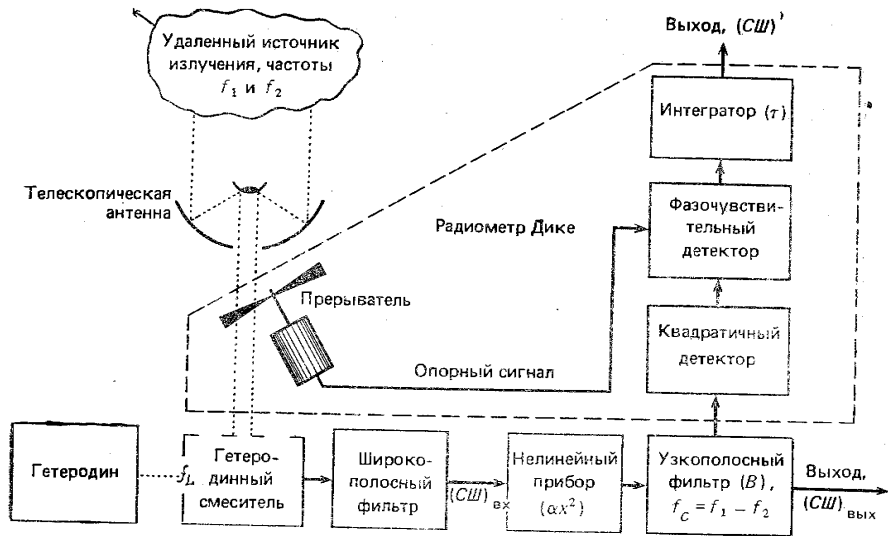 Выход, (СШ)'
Удаленный источник
излучения, частоты
f₁ и f₂
Интегратор (τ)
Телескопическая
антенна
Фазочувстви-
тельный
детектор
Радиометр Дике
Прерыватель
Квадратичный
детектор
Опорный сигнал
Гетеродин
f_L
Гетеро-
динный
смеситель
Широко-
полосный
фильтр
(СШ)вх
Нелинейный
прибор
(αx²)
Узкополосный
фильтр (B),
f_C = f₁ – f₂
Выход,
(СШ)вых